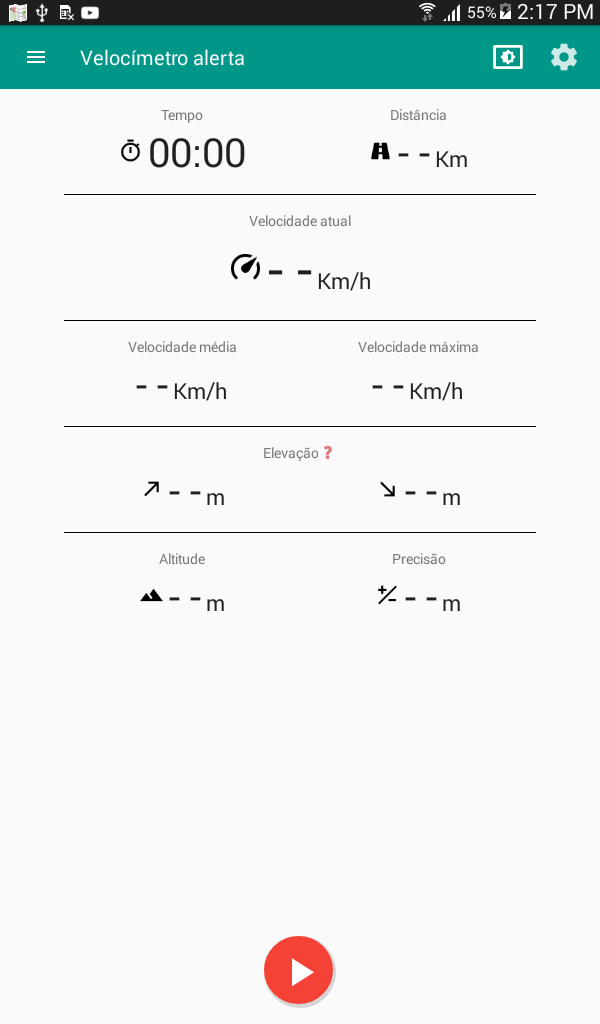 55% 2:17 PM
Velocímetro alerta
Tempo Distância
00:00 - - Km
Velocidade atual
- - Km/h
Velocidade média Velocidade máxima
- - Km/h - - Km/h
Elevação ?
- - m - - m
Altitude Precisão
- - m - - m